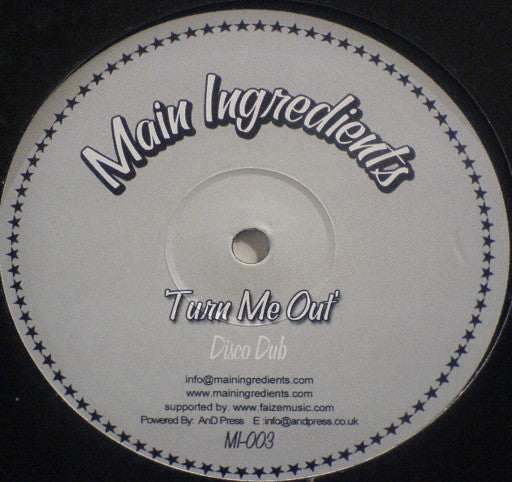 Main Ingredients
'Turn Me Out'
Disco Dub
info@mainingredients.com
www.mainingredients.com
supported by: www.faizemusic.com
Powered By: AnD Press E :info@andpress.co.uk
MI-003